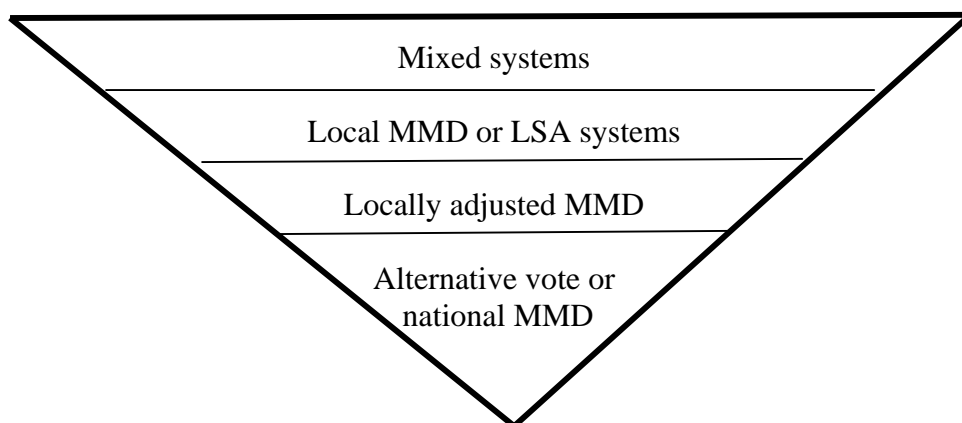 Mixed systems
Local MMD or LSA systems
Locally adjusted MMD
Alternative vote or
national MMD